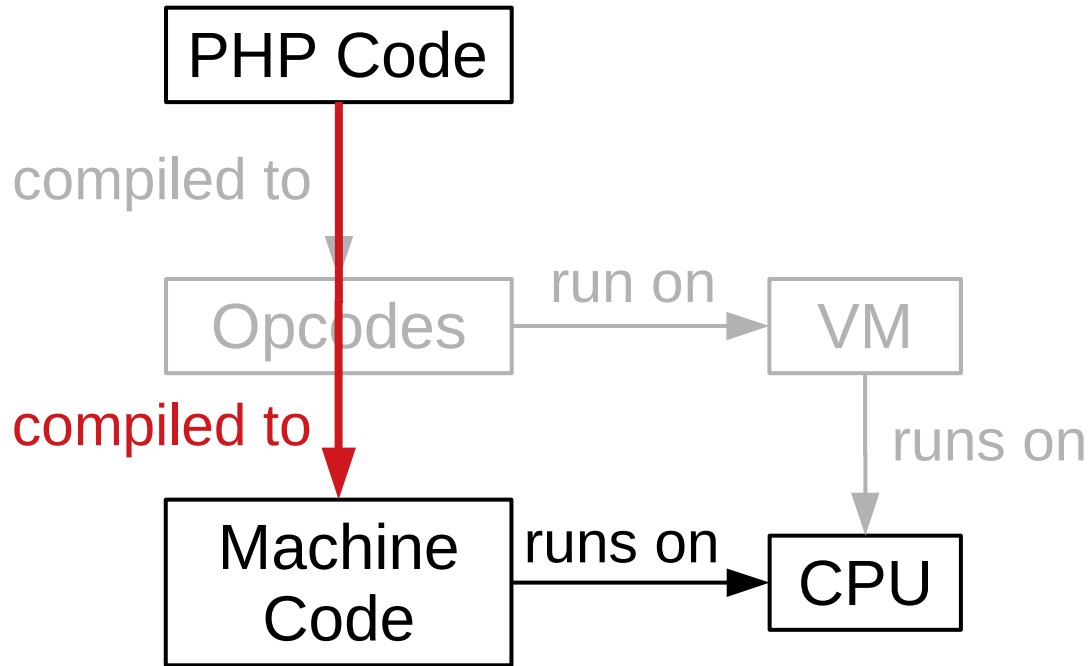 PHP Code
compiled to
run on
Opcodes
VM
compiled to
runs on
Machine
Code
runs on
CPU